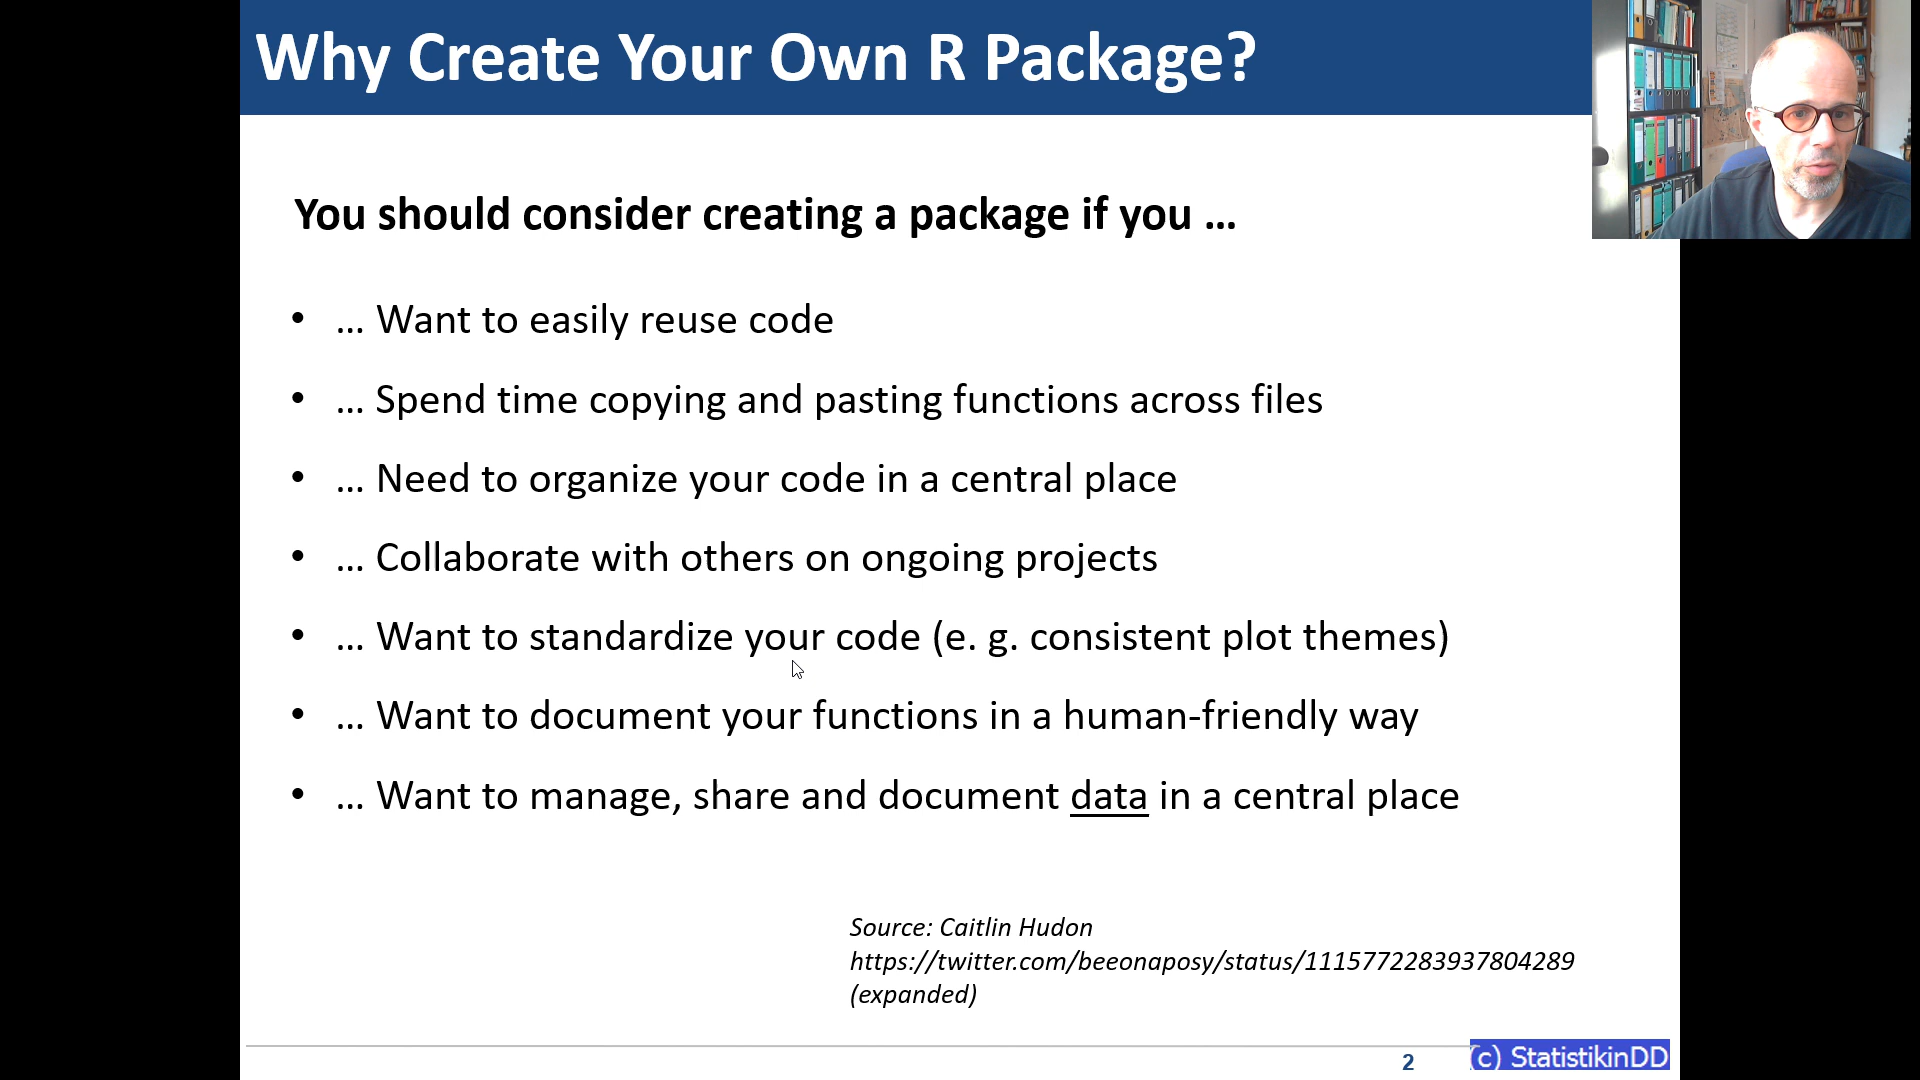 Why Create Your Own R Package?
You should consider creating a package if you ...
• ... Want to easily reuse code
• ... Spend time copying and pasting functions across files
• ... Need to organize your code in a central place
• ... Collaborate with others on ongoing projects
• ... Want to standardize your code (e. g. consistent plot themes)
• ... Want to document your functions in a human-friendly way
• ... Want to manage, share and document data in a central place
Source: Caitlin Hudon
https://twitter.com/beeonaposy/status/1115772283937804289
(expanded)
2
(c) StatistikinDD